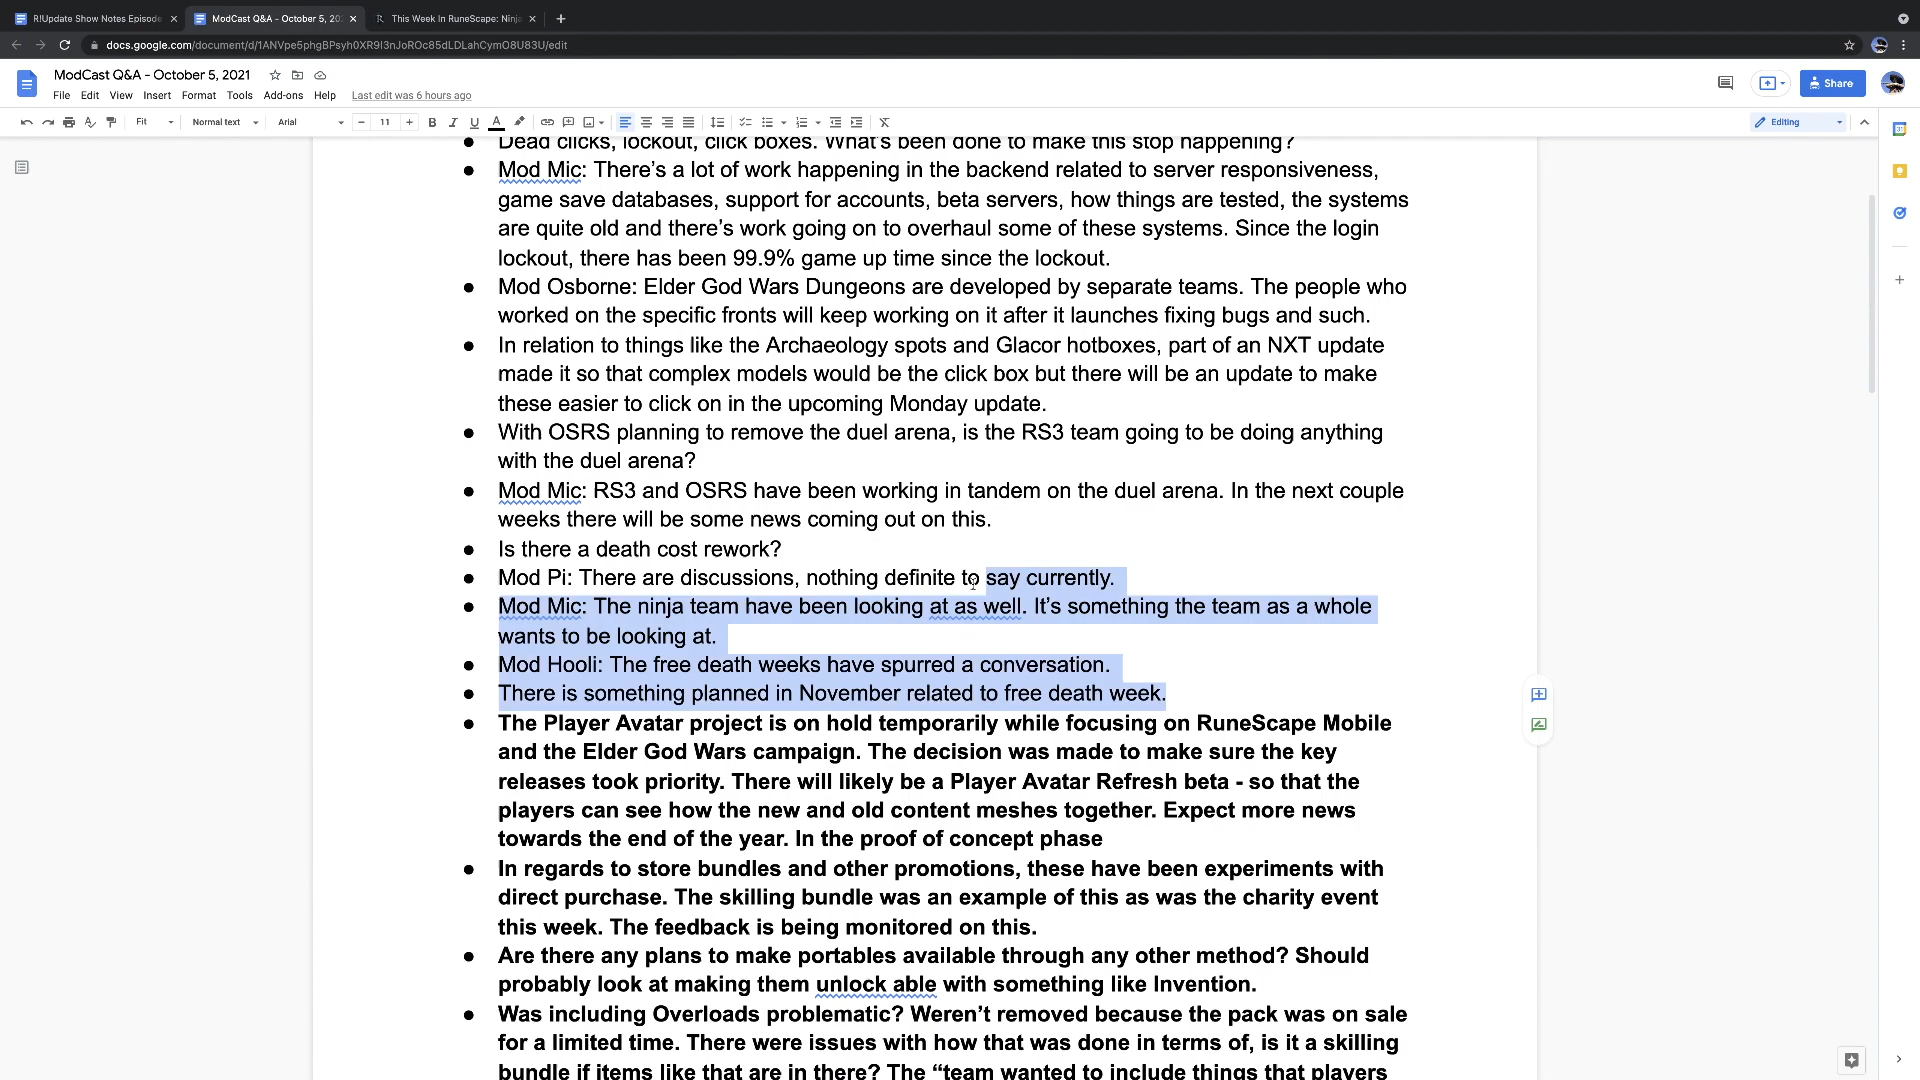 R!Update Show Notes Episode
ModCast Q&A - October 5, 202
This Week In RuneScape: Ninja
docs.google.com/document/d/1ANVpe5phgBPsyh0XR9I3nJoROc85dLDLahCymO8U83U/edit
ModCast Q&A - October 5, 2021
File Edit View Insert Format Tools Add-ons Help Last edit was 6 hours ago
Share
Fit Normal text Arial 11 B I U A Editing
Dead clicks, lockout, click boxes. What's been done to make this stop happening?
Mod Mic: There's a lot of work happening in the backend related to server responsiveness,
game save databases, support for accounts, beta servers, how things are tested, the systems
are quite old and there's work going on to overhaul some of these systems. Since the login
lockout, there has been 99.9% game up time since the lockout.
Mod Osborne: Elder God Wars Dungeons are developed by separate teams. The people who
worked on the specific fronts will keep working on it after it launches fixing bugs and such.
In relation to things like the Archaeology spots and Glacor hotboxes, part of an NXT update
made it so that complex models would be the click box but there will be an update to make
these easier to click on in the upcoming Monday update.
With OSRS planning to remove the duel arena, is the RS3 team going to be doing anything
with the duel arena?
Mod Mic: RS3 and OSRS have been working in tandem on the duel arena. In the next couple
weeks there will be some news coming out on this.
Is there a death cost rework?
Mod Pi: There are discussions, nothing definite to say currently.
Mod Mic: The ninja team have been looking at as well. It's something the team as a whole
wants to be looking at.
Mod Hooli: The free death weeks have spurred a conversation.
There is something planned in November related to free death week.
The Player Avatar project is on hold temporarily while focusing on RuneScape Mobile
and the Elder God Wars campaign. The decision was made to make sure the key
releases took priority. There will likely be a Player Avatar Refresh beta - so that the
players can see how the new and old content meshes together. Expect more news
towards the end of the year. In the proof of concept phase
In regards to store bundles and other promotions, these have been experiments with
direct purchase. The skilling bundle was an example of this as was the charity event
this week. The feedback is being monitored on this.
Are there any plans to make portables available through any other method? Should
probably look at making them unlock able with something like Invention.
Was including Overloads problematic? Weren't removed because the pack was on sale
for a limited time. There were issues with how that was done in terms of, is it a skilling
bundle if items like that are in there? The "team wanted to include things that players